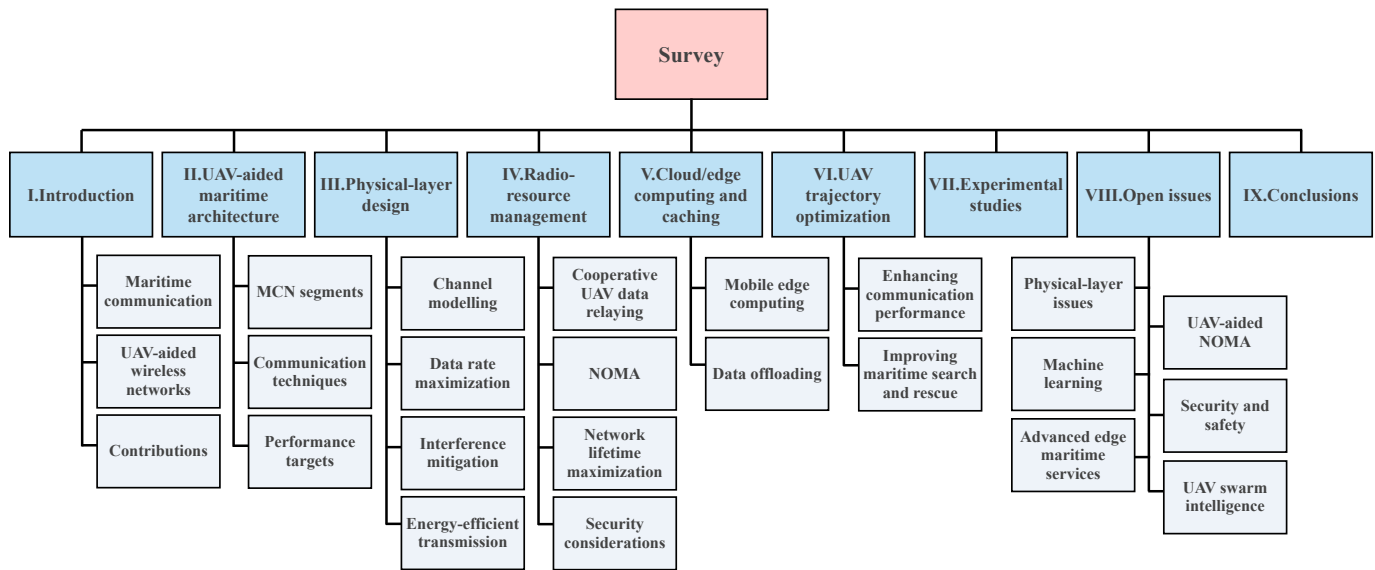 Survey
I.Introduction
II.UAV-aided
maritime
architecture
III.Physical-layer
design
IV.Radio-
resource
management
V.Cloud/edge
computing and
caching
VI.UAV
trajectory
optimization
VII.Experimental
studies
VIII.Open issues
IX.Conclusions
Maritime
communication
UAV-aided
wireless
networks
Contributions
MCN segments
Communication
techniques
Performance
targets
Channel
modelling
Data rate
maximization
Interference
mitigation
Energy-efficient
transmission
Cooperative
UAV data
relaying
NOMA
Network
lifetime
maximization
Security
considerations
Mobile edge
computing
Data offloading
Enhancing
communication
performance
Improving
maritime search
and rescue
Physical-layer
issues
Machine
learning
Advanced edge
maritime
services
UAV-aided
NOMA
Security and
safety
UAV swarm
intelligence